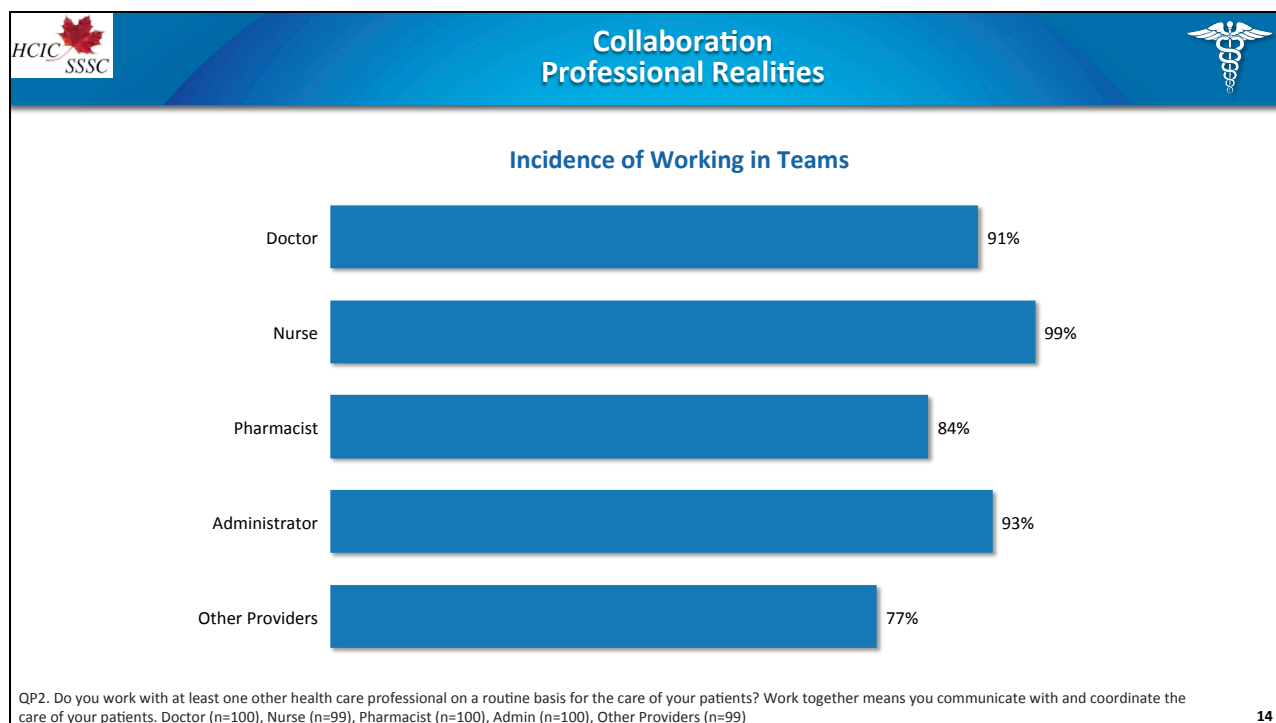 HCIC
SSSC
Collaboration
Professional Realities
Incidence of Working in Teams
Doctor
91%
Nurse
99%
Pharmacist
84%
Administrator
93%
Other Providers
77%
QP2. Do you work with at least one other health care professional on a routine basis for the care of your patients? Work together means you communicate with and coordinate the
care of your patients. Doctor (n=100), Nurse (n=99), Pharmacist (n=100), Admin (n=100), Other Providers (n=99)
14